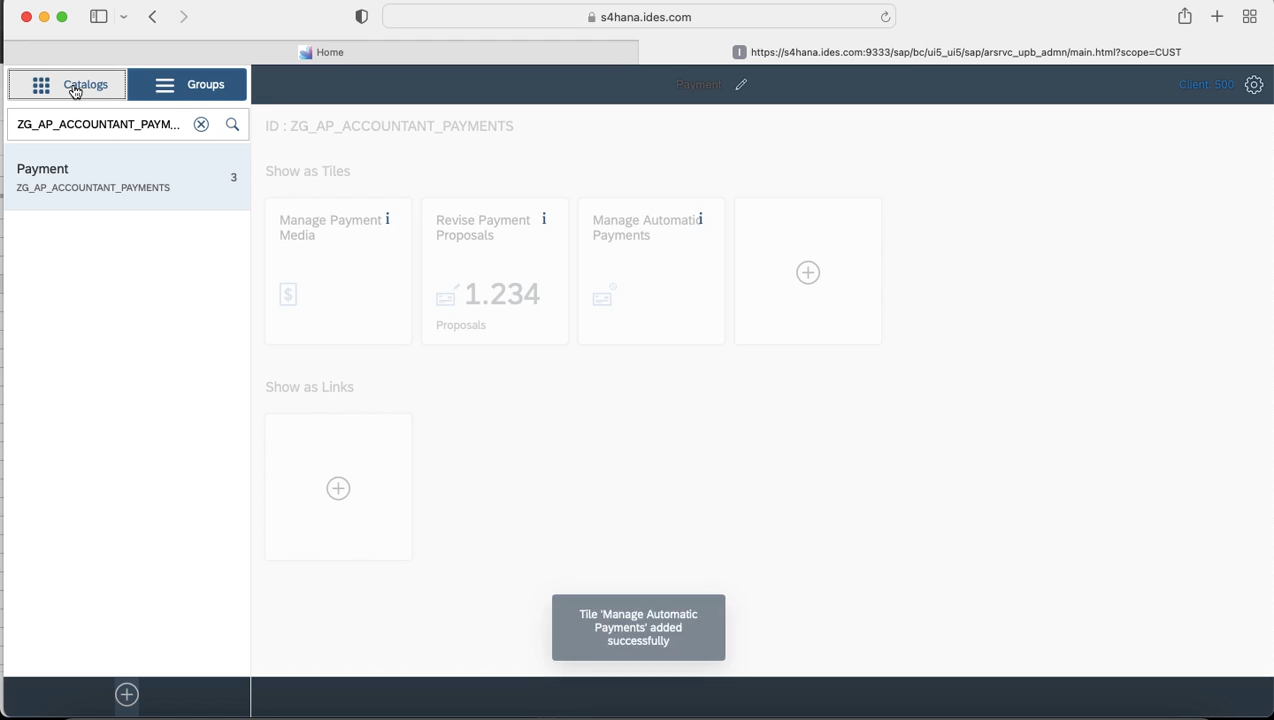 s4hana.ides.com
Home
I https://s4hana.ides.com:9333/sap/bc/ui5_ui5/sap/arsrvc_upb_admn/main.html?scope=CUST
Catalogs
Groups
Payment
Client: 500
ZG_AP_ACCOUNTANT_PAYM...
ID : ZG_AP_ACCOUNTANT_PAYMENTS
Payment
3
ZG_AP_ACCOUNTANT_PAYMENTS
Show as Tiles
Manage Payment
Media
Revise Payment
Proposals
1.234
Proposals
Manage Automatic
Payments
Show as Links
Tile 'Manage Automatic
Payments' added
successfully